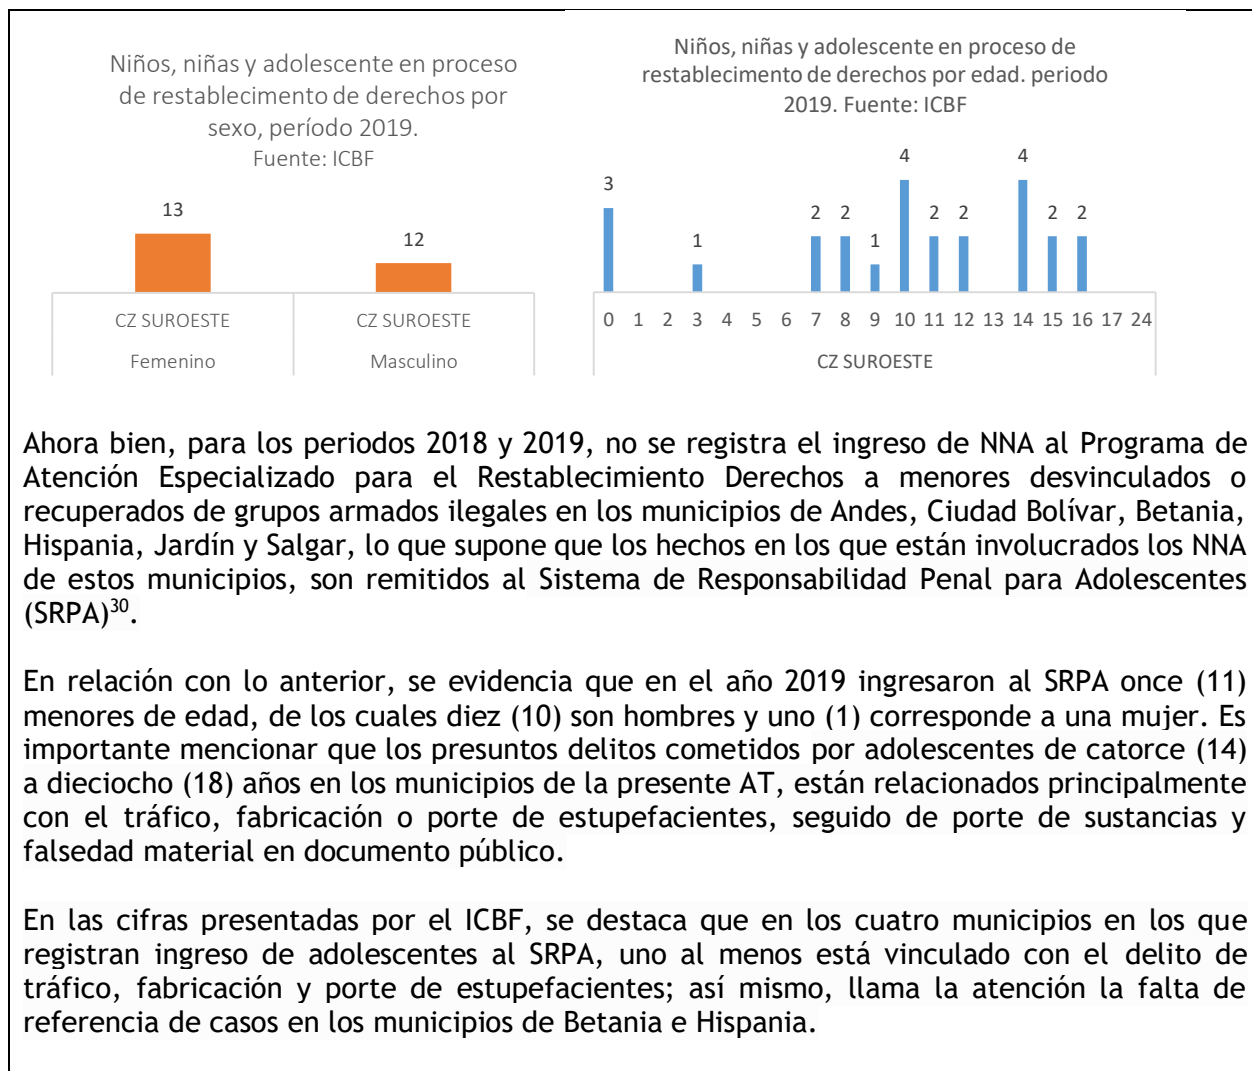 Niños, niñas y adolescente en proceso
de restablecimento de derechos por
sexo, período 2019.
Fuente: ICBF
13
12
CZ SUROESTE
CZ SUROESTE
Femenino
Masculino
Niños, niñas y adolescente en proceso de
restablecimento de derechos por edad. periodo
2019. Fuente: ICBF
3
1
2
2
1
4
2
2
4
2
2
0 1 2 3 4 5 6 7 8 9 10 11 12 13 14 15 16 17 24
CZ SUROESTE
Ahora bien, para los periodos 2018 y 2019, no se registra el ingreso de NNA al Programa de
Atención Especializado para el Restablecimiento Derechos a menores desvinculados o
recuperados de grupos armados ilegales en los municipios de Andes, Ciudad Bolívar, Betania,
Hispania, Jardín y Salgar, lo que supone que los hechos en los que están involucrados los NNA
de estos municipios, son remitidos al Sistema de Responsabilidad Penal para Adolescentes
(SRPA)30.
En relación con lo anterior, se evidencia que en el año 2019 ingresaron al SRPA once (11)
menores de edad, de los cuales diez (10) son hombres y uno (1) corresponde a una mujer. Es
importante mencionar que los presuntos delitos cometidos por adolescentes de catorce (14)
a dieciocho (18) años en los municipios de la presente AT, están relacionados principalmente
con el tráfico, fabricación o porte de estupefacientes, seguido de porte de sustancias y
falsedad material en documento público.
En las cifras presentadas por el ICBF, se destaca que en los cuatro municipios en los que
registran ingreso de adolescentes al SRPA, uno al menos está vinculado con el delito de
tráfico, fabricación y porte de estupefacientes; así mismo, llama la atención la falta de
referencia de casos en los municipios de Betania e Hispania.